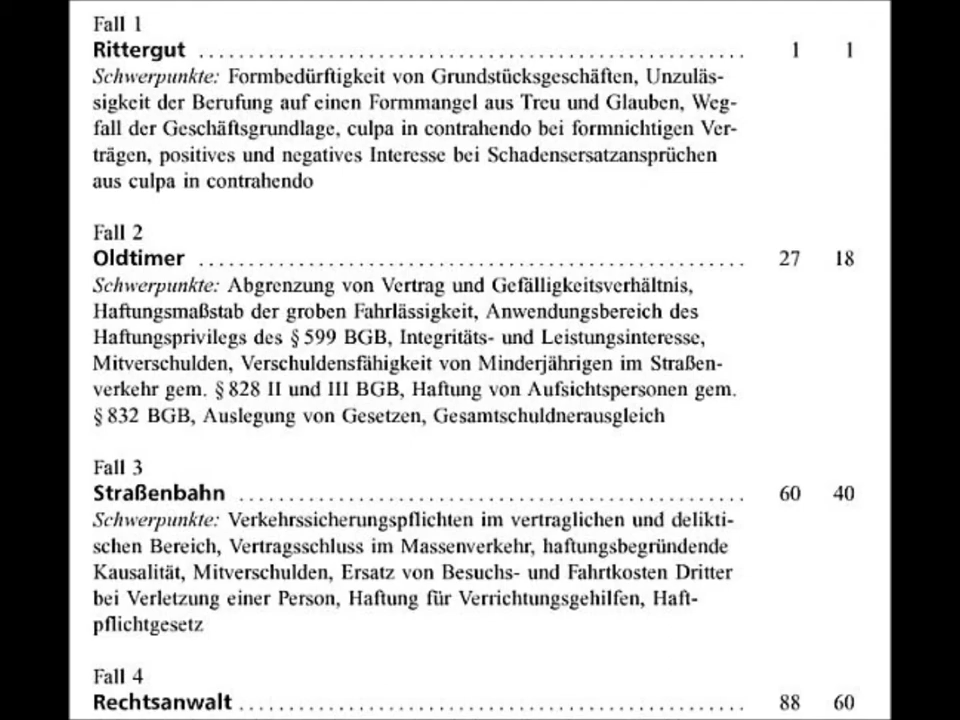 Fall 1
Rittergut ........................................................ 1 1
Schwerpunkte: Formbedürftigkeit von Grundstücksgeschäften, Unzuläs-
sigkeit der Berufung auf einen Formmangel aus Treu und Glauben, Weg-
fall der Geschäftsgrundlage, culpa in contrahendo bei formnichtigen Ver-
trägen, positives und negatives Interesse bei Schadensersatzansprüchen
aus culpa in contrahendo
Fall 2
Oldtimer ........................................................ 27 18
Schwerpunkte: Abgrenzung von Vertrag und Gefälligkeitsverhältnis,
Haftungsmaßstab der groben Fahrlässigkeit, Anwendungsbereich des
Haftungsprivilegs des § 599 BGB, Integritäts- und Leistungsinteresse,
Mitverschulden, Verschuldensfähigkeit von Minderjährigen im Straßen-
verkehr gem. § 828 II und III BGB, Haftung von Aufsichtspersonen gem.
§ 832 BGB, Auslegung von Gesetzen, Gesamtschuldnerausgleich
Fall 3
Straßenbahn ................................................... 60 40
Schwerpunkte: Verkehrssicherungspflichten im vertraglichen und delikti-
schen Bereich, Vertragsschluss im Massenverkehr, haftungsbegründende
Kausalität, Mitverschulden, Ersatz von Besuchs- und Fahrtkosten Dritter
bei Verletzung einer Person, Haftung für Verrichtungsgehilfen, Haft-
pflichtgesetz
Fall 4
Rechtsanwalt ................................................... 88 60